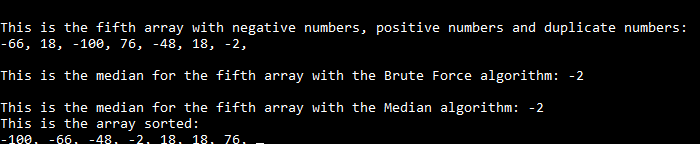 This is the fifth array with negative numbers, positive numbers and duplicate numbers:
-66, 18, -100, 76, -48, 18, -2,
This is the median for the fifth array with the Brute Force algorithm: -2
This is the median for the fifth array with the Median algorithm: -2
This is the array sorted:
-100, -66, -48, -2, 18, 18, 76,